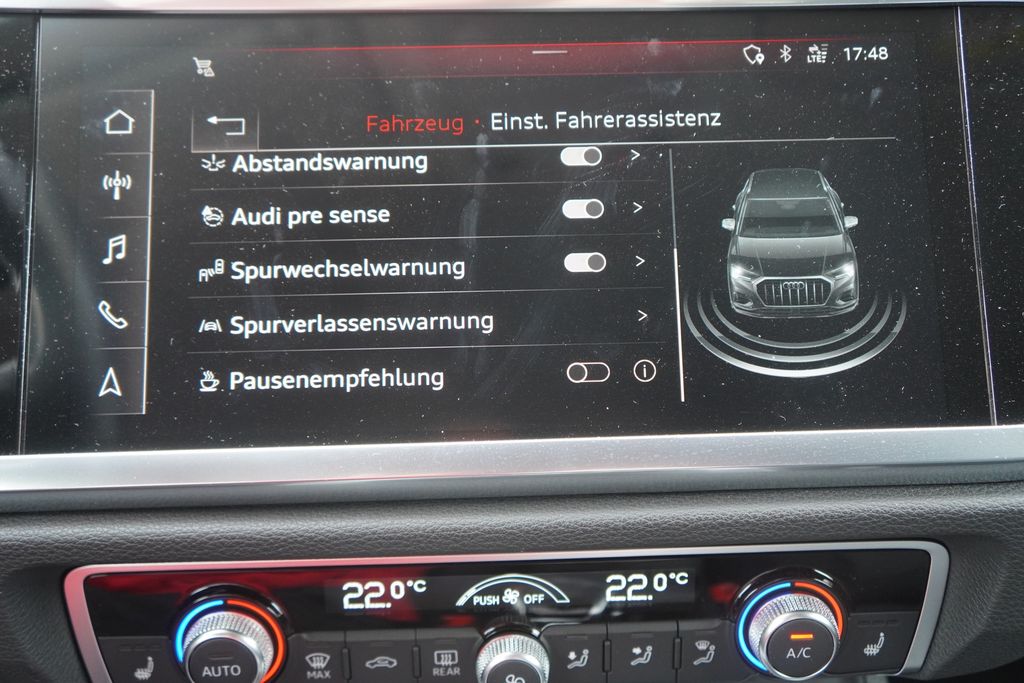 LTE 17:48
Fahrzeug · Einst. Fahrerassistenz
Abstandswarnung
Audi pre sense
Spurwechselwarnung
Spurverlassenswarnung
Pausenempfehlung
22.0°C PUSH OFF 22.0°C
AUTO MAX REAR A/C